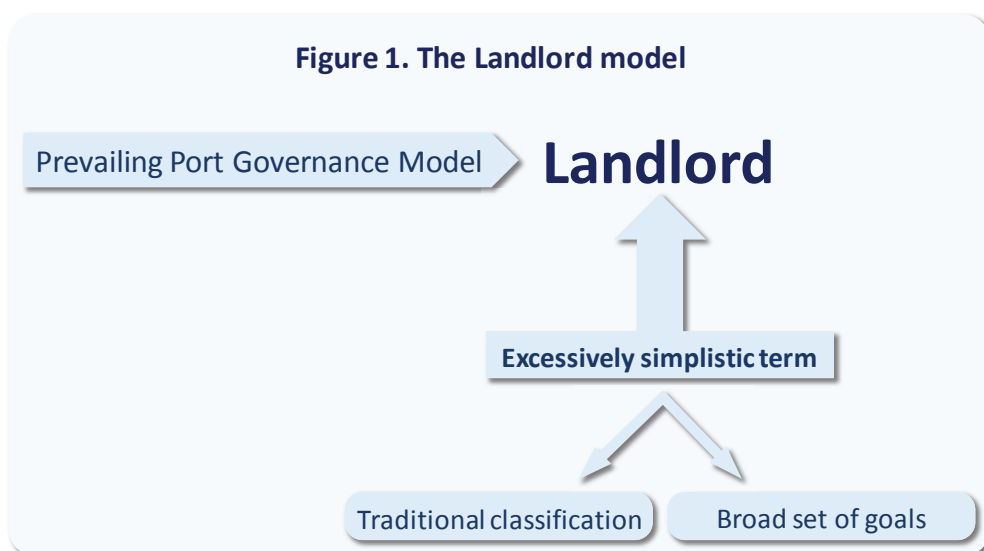 Figure 1. The Landlord model
Prevailing Port Governance Model
Landlord
Excessively simplistic term
Traditional classification
Broad set of goals